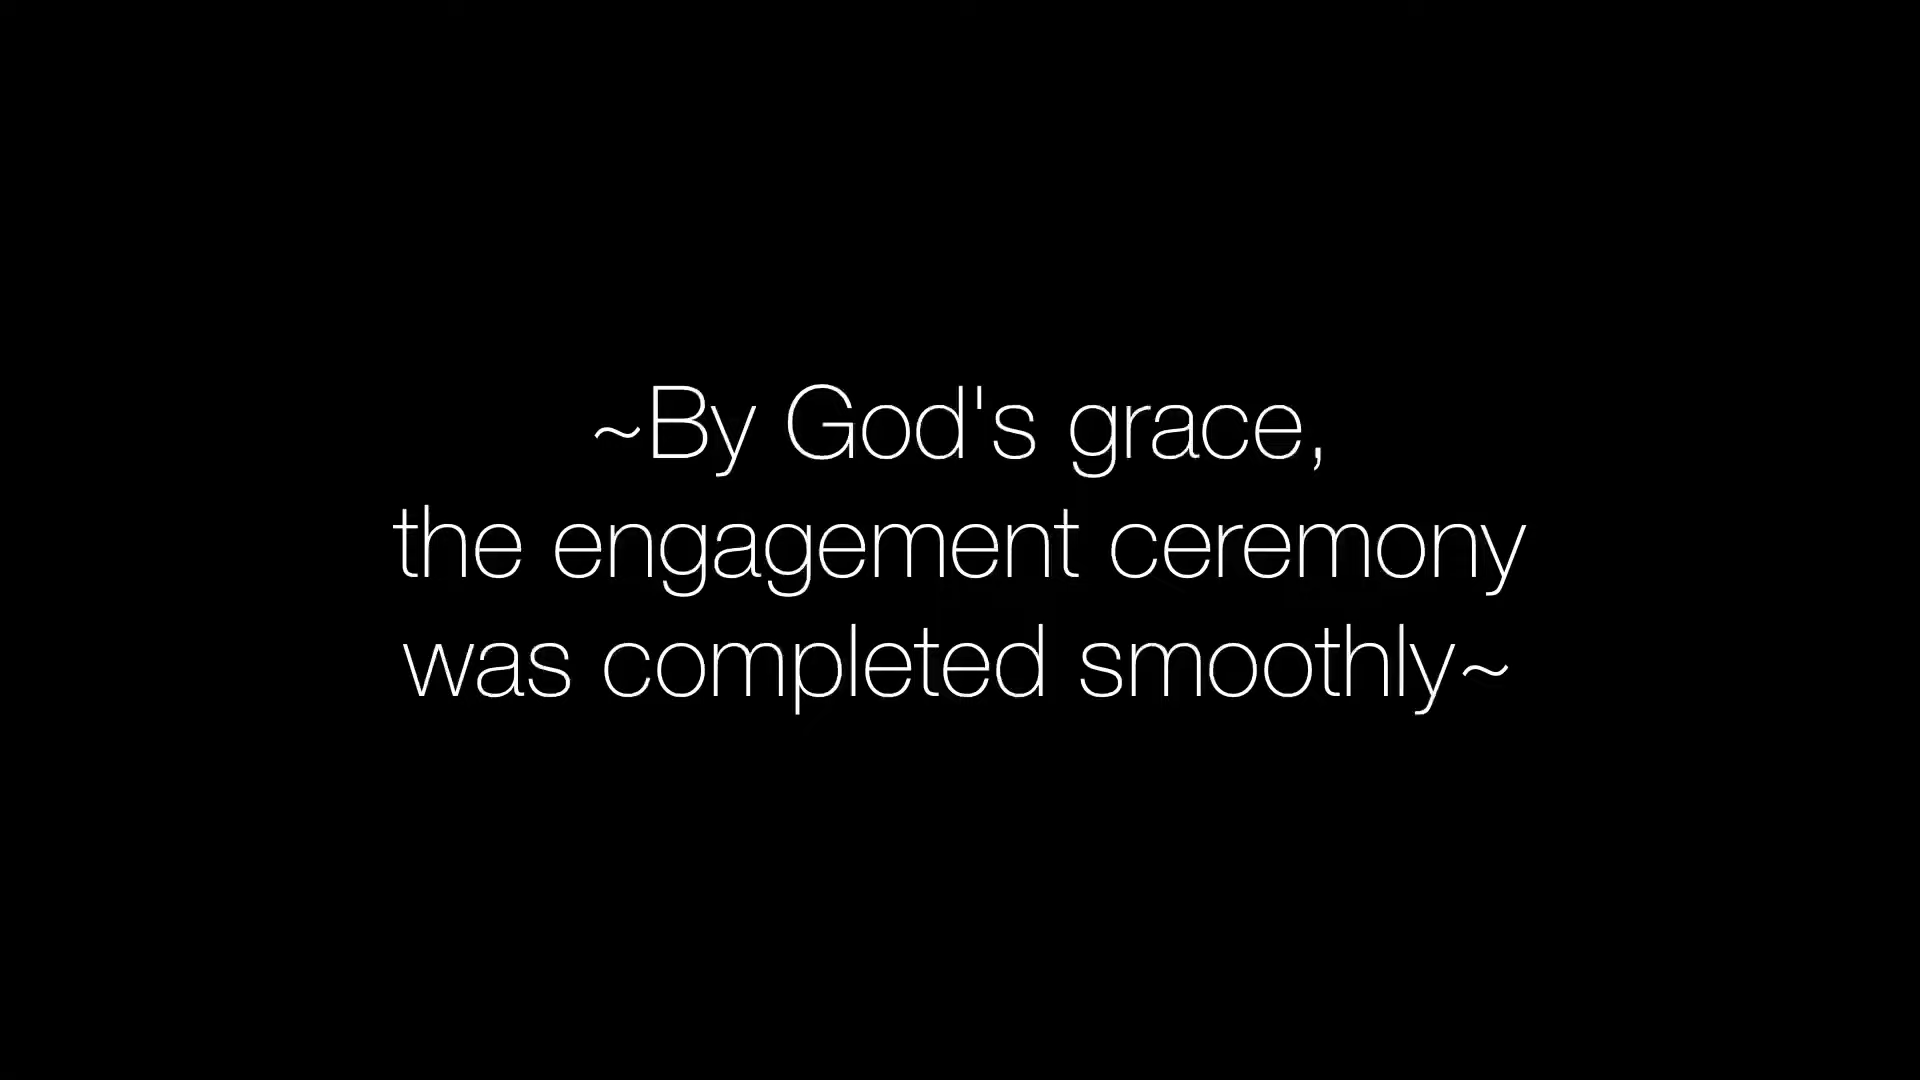 ~By God's grace,
the engagement ceremony
was completed smoothly~